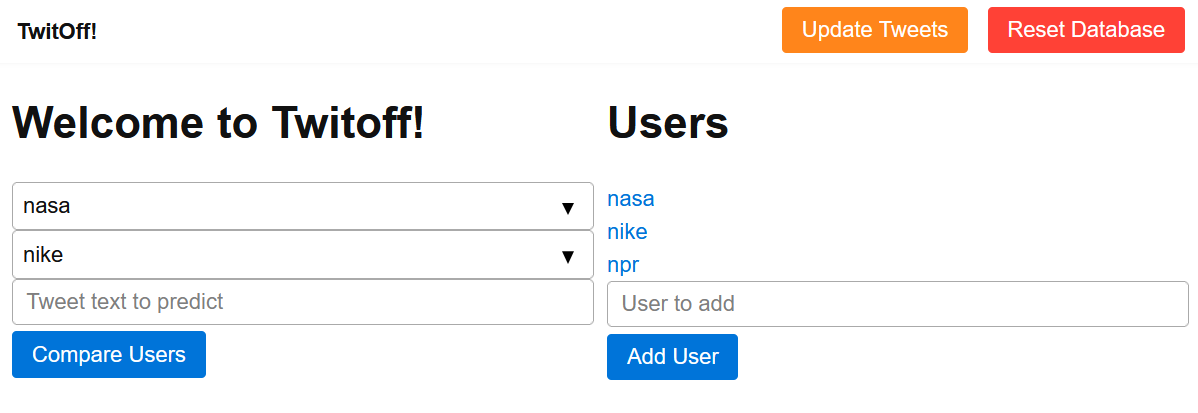 TwitOff!
Update Tweets
Reset Database
Welcome to Twitoff!
nasa
nike
Tweet text to predict
Compare Users
Users
nasa
nike
npr
User to add
Add User